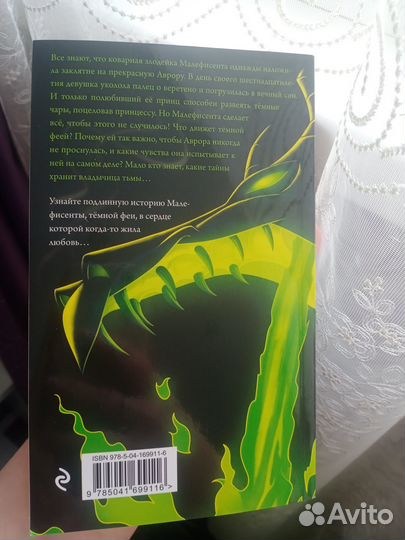 Все знают, что коварная злодейка Малефисента однажды наложи-
ла заклятие на прекрасную Аврору. В день своего шестнадцатиле-
тия девушка уколола палец о веретено и погрузилась в вечный сон.
И только полюбивший её принц способен развеять тёмные
чары, поцеловав принцессу. Но Малефисента сделает
всё, чтобы этого не случилось! Что движет тёмной
феей? Почему ей так важно, чтобы Аврора никогда
не проснулась, и какие чувства она испытывает к
ней на самом деле? Мало кто знает, какие тайны
хранит владычица тьмы…
Узнайте подлинную историю Мале-
фисенты, тёмной феи, в сердце
которой когда-то жила
любовь…
ISBN 978-5-04-169911-6
9 785041 699116 >
Avito